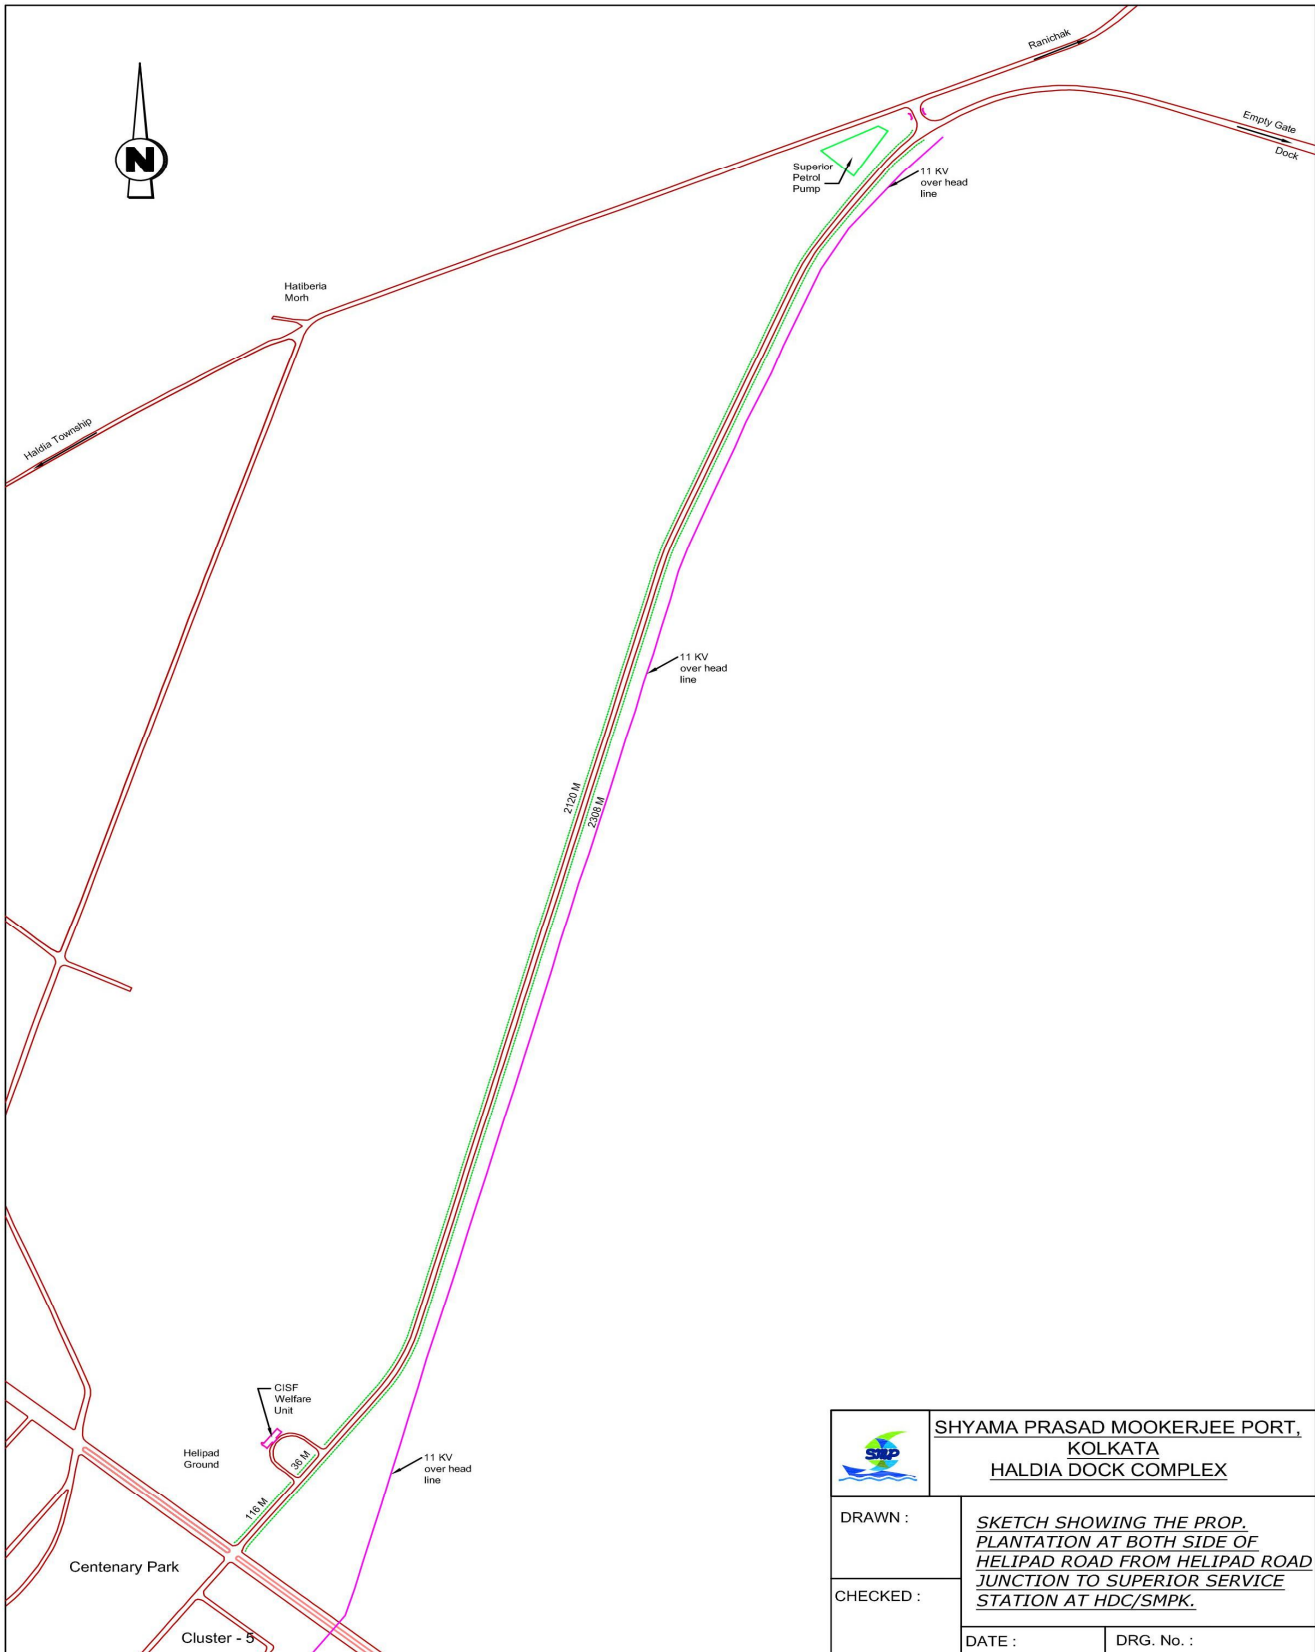 Ranichak
Empty Gate
Dock
N
Superior
Petrol
Pump
11 KV
over head
line
Hatiberia
Morh
Haldia Township
11 KV
over head
line
2120 M
2308 M
CISF
Welfare
Unit
Helipad
Ground
36 M
11 KV
over head
line
116 M
Centenary Park
Cluster - 5
SMP
SHYAMA PRASAD MOOKERJEE PORT,
KOLKATA
HALDIA DOCK COMPLEX
DRAWN :
SKETCH SHOWING THE PROP.
PLANTATION AT BOTH SIDE OF
HELIPAD ROAD FROM HELIPAD ROAD
JUNCTION TO SUPERIOR SERVICE
STATION AT HDC/SMPK.
CHECKED :
DATE :
DRG. No. :